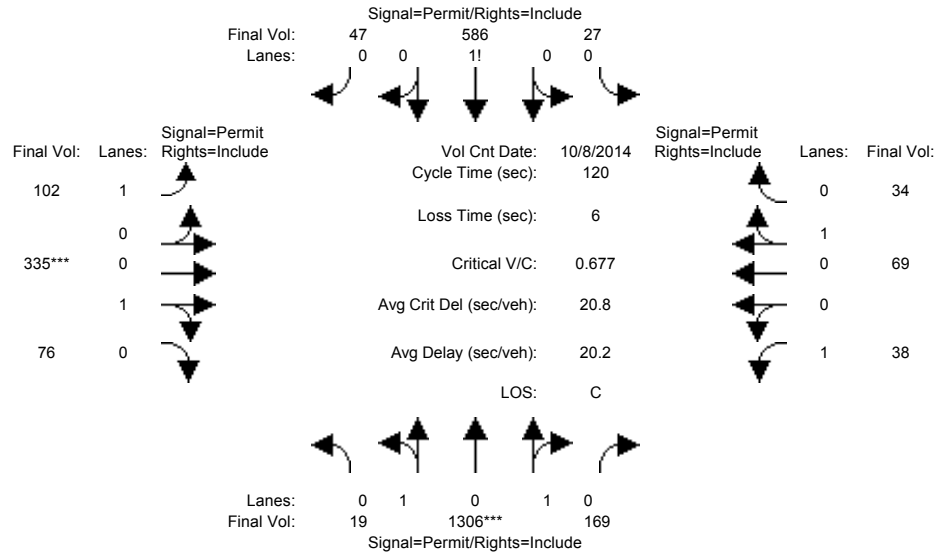 Signal=Permit/Rights=Include
Final Vol: 47 586 27
Lanes: 0 0 1! 0 0
Signal=Permit Signal=Permit
Final Vol: Lanes: Rights=Include Vol Cnt Date: 10/8/2014 Rights=Include Lanes: Final Vol:
Cycle Time (sec): 120
102 1 0 34
Loss Time (sec): 6
0 1
335*** 0 Critical V/C: 0.677 0 69
1 Avg Crit Del (sec/veh): 20.8 0
76 0 Avg Delay (sec/veh): 20.2 1 38
LOS: C
Lanes: 0 1 0 1 0
Final Vol: 19 1306*** 169
Signal=Permit/Rights=Include